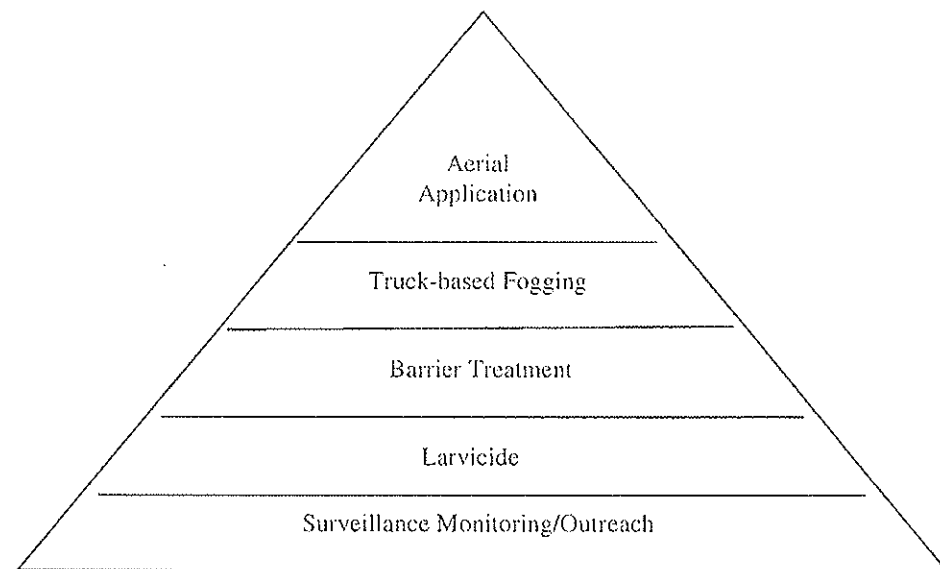 Aerial
Application
Truck-based Fogging
Barrier Treatment
Larvicide
Surveillance Monitoring/Outreach